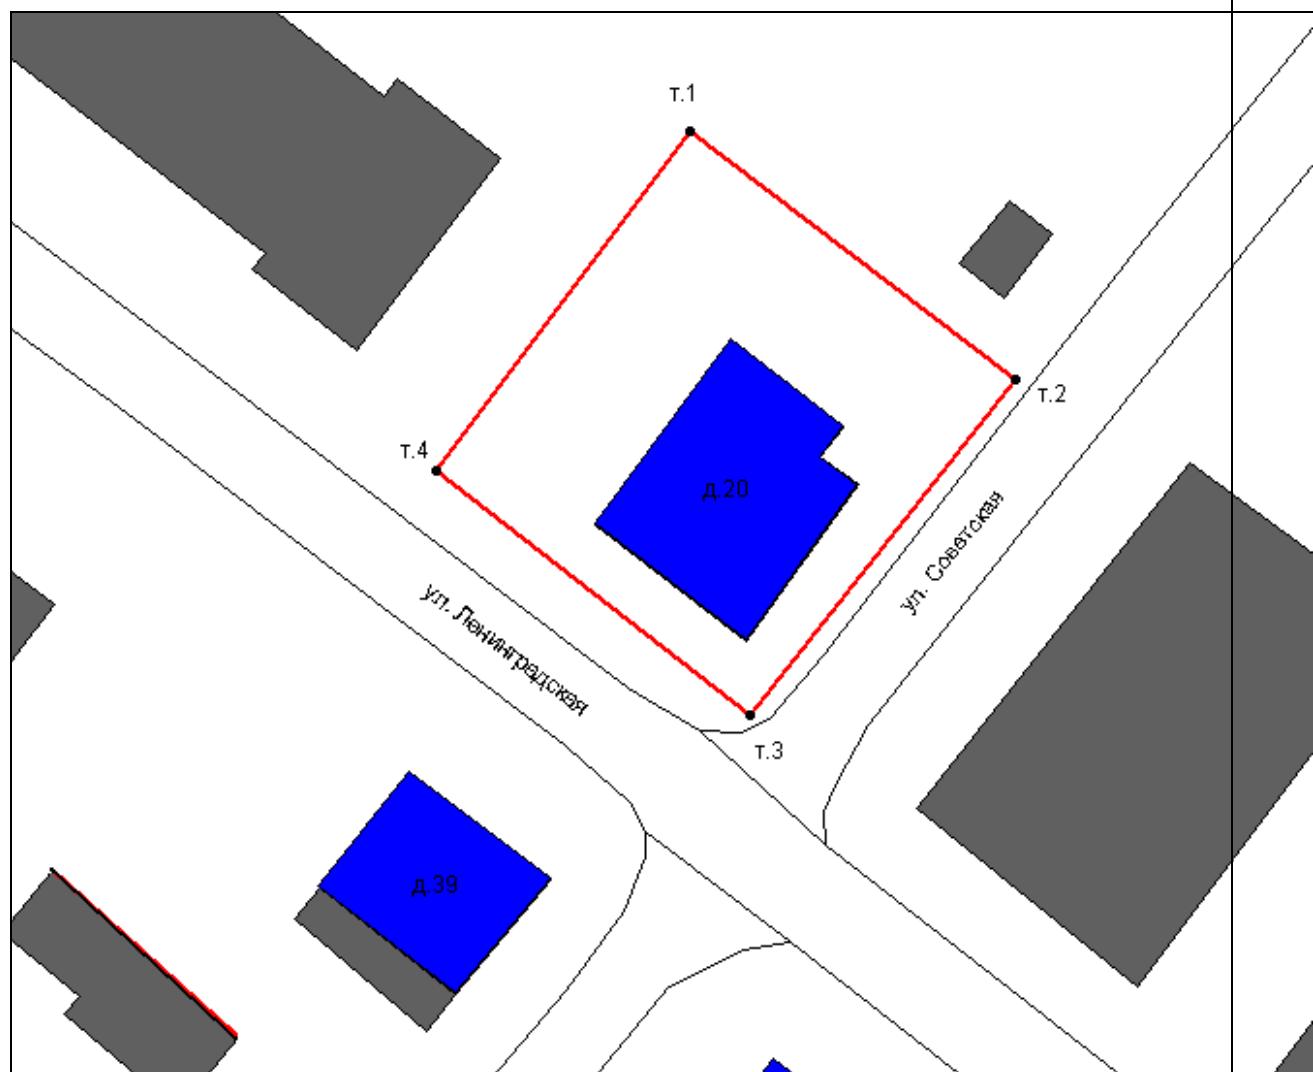 т.1
т.2
т.4
д.20
ул. Советская
ул. Ленинградская
т.3
д.39